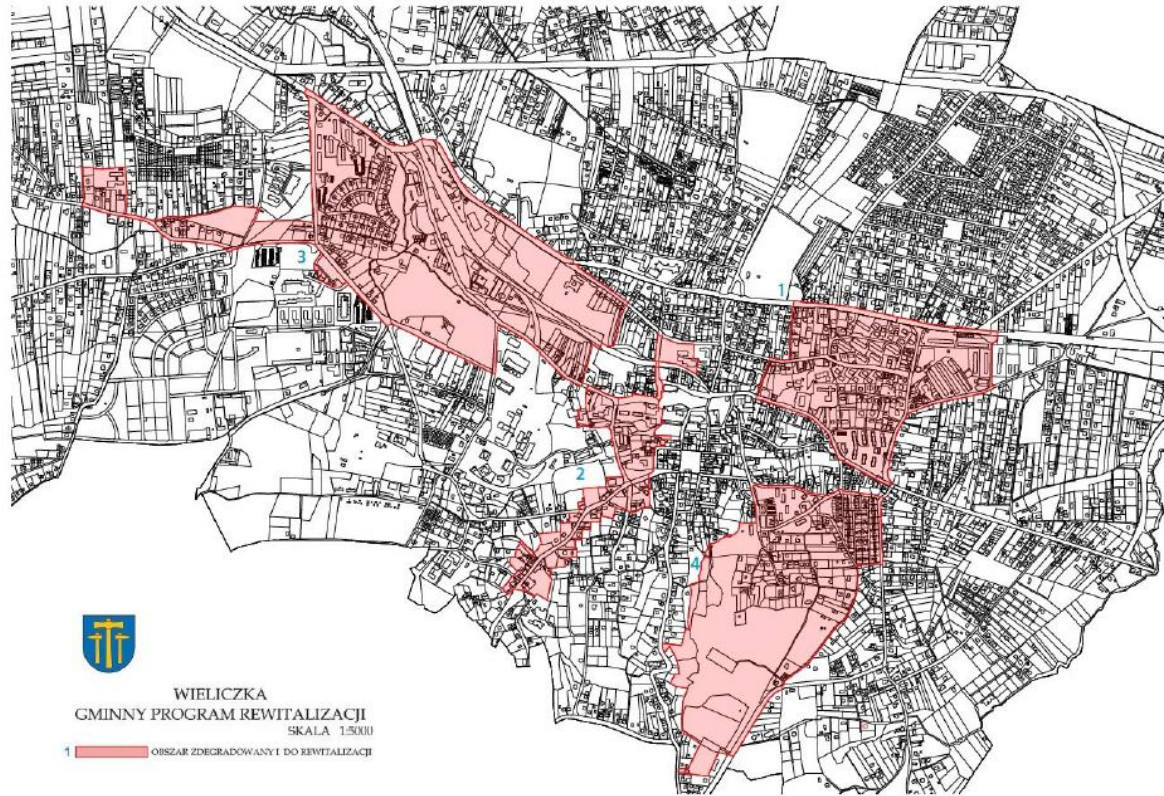 1
3
2
4
WIELICZKA
GMINNY PROGRAM REWITALIZACJI
SKALA 1:5000
1 OBSZAR ZDEGRADOWANY I DO REWITALIZACJI